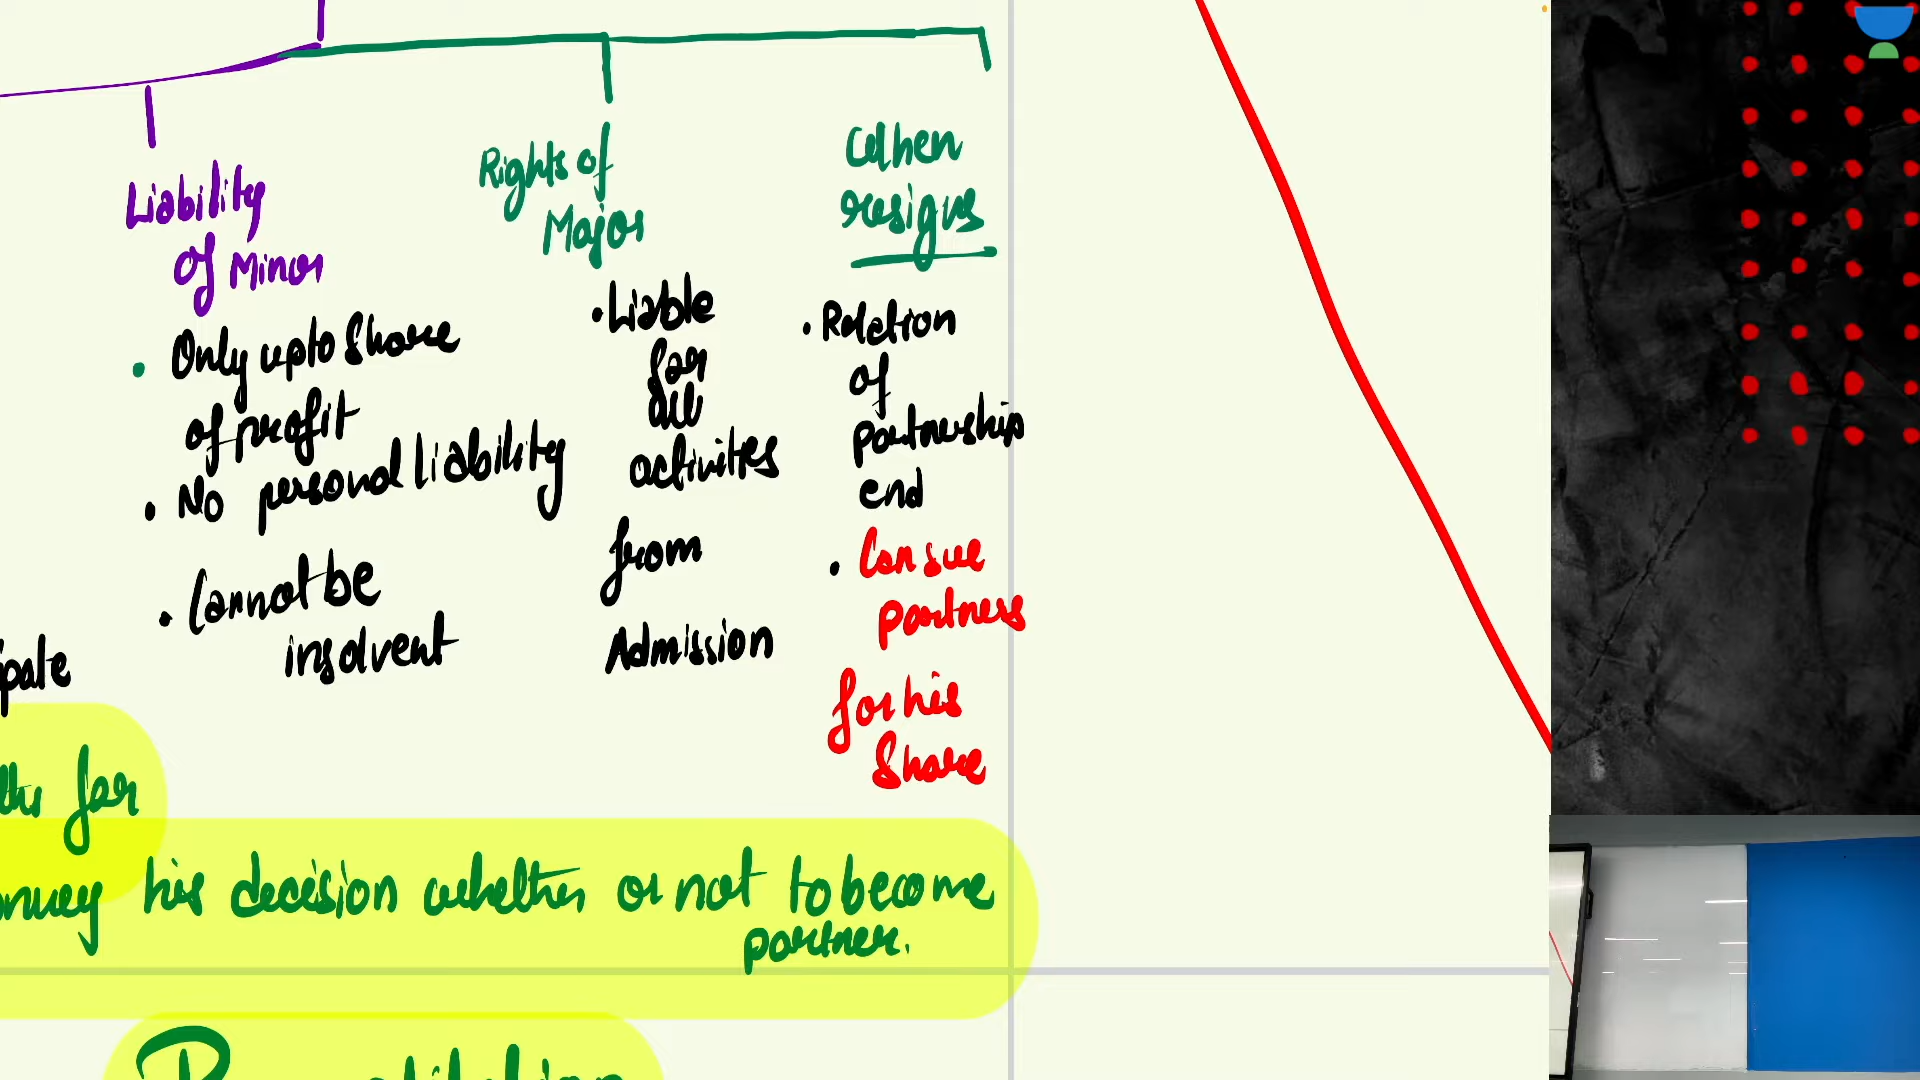 Liability
of Minor
• Only upto Share
of profit
• No personal liability
• Cannot be
insolvent
Rights of
Major
• Liable
for
all
activities
from
Admission
When
resigns
• Relation
of
partnership
end
• Can sue
partners
for his
Share
pate
for
his decision whether or not to become
partner.